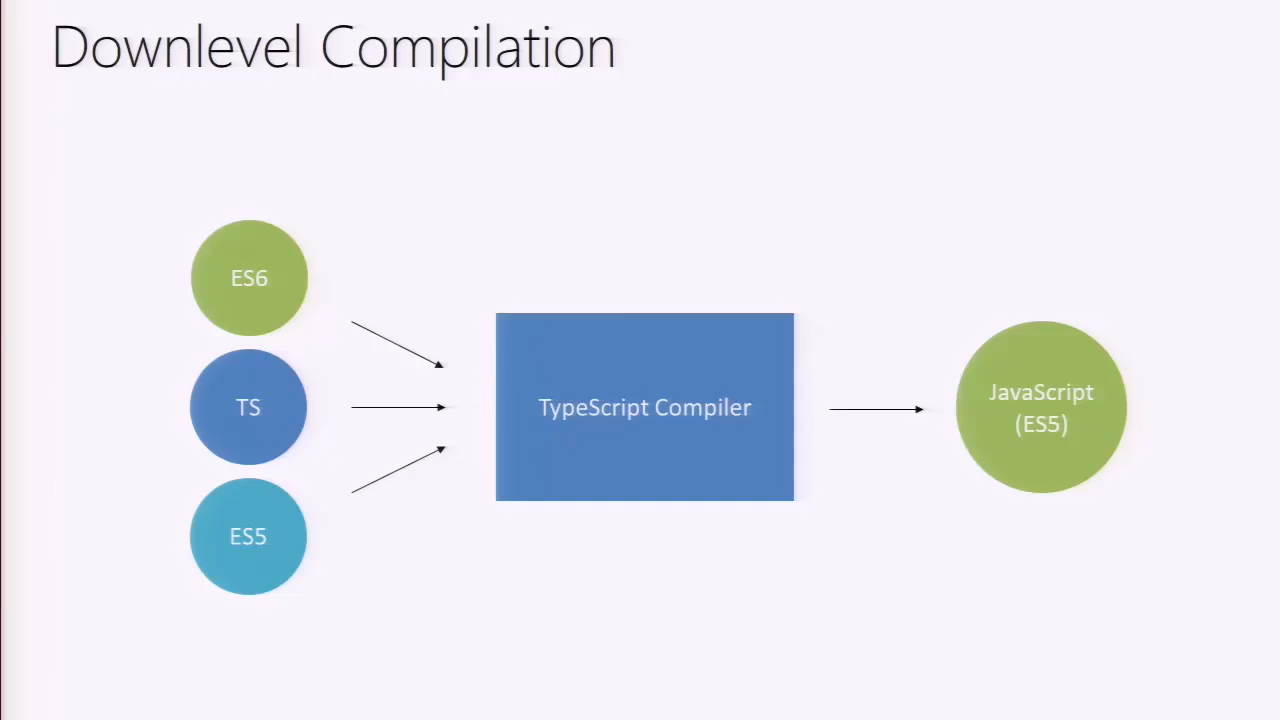 Downlevel Compilation
ES6
TS
ES5
TypeScript Compiler
JavaScript
(ES5)